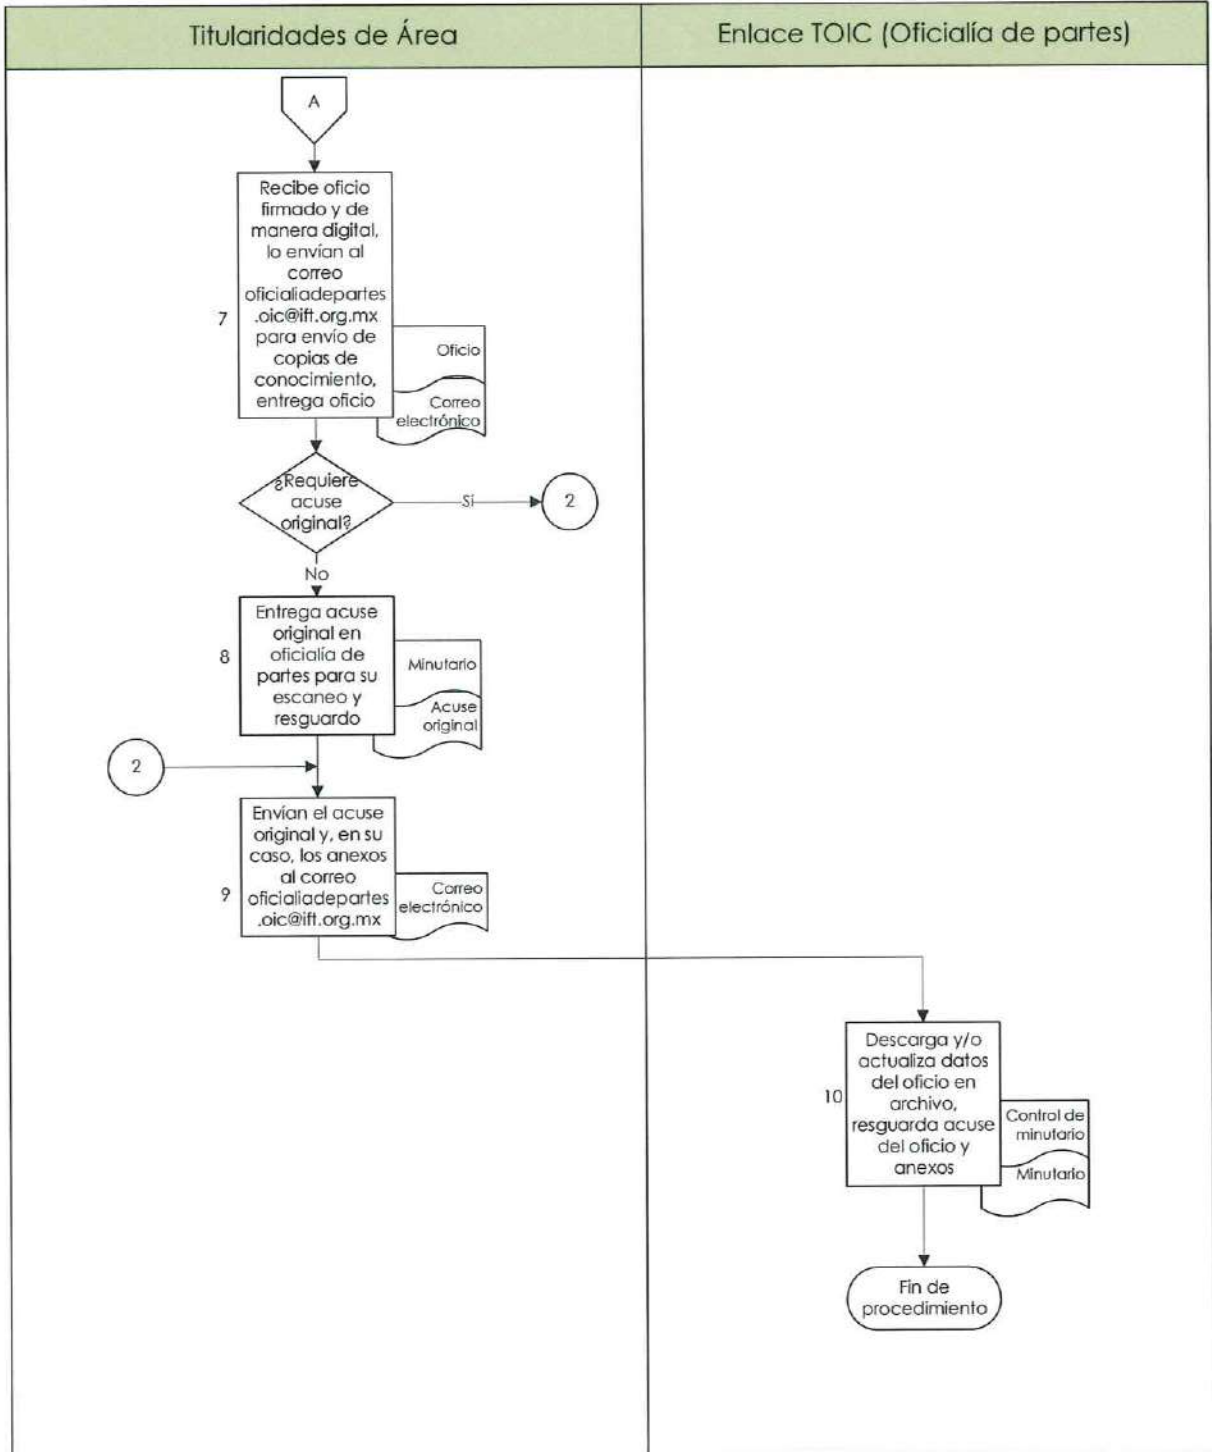 Titularidades de Área
Enlace TOIC (Oficialía de partes)
A
Recibe oficio
firmado y de
manera digital,
lo envían al
correo
oficialiadepartes
.oic@ift.org.mx
para envío de
copias de
conocimiento,
entrega oficio
7
Oficio
Correo
electrónico
¿Requiere
acuse
original?
Sí
2
No
Entrega acuse
original en
oficialía de
partes para su
escaneo y
resguardo
8
Minutario
Acuse
original
2
Envían el acuse
original y, en su
caso, los anexos
al correo
oficialiadepartes
.oic@ift.org.mx
9
Correo
electrónico
Descarga y/o
actualiza datos
del oficio en
archivo,
resguarda acuse
del oficio y
anexos
10
Control de
minutario
Minutario
Fin de
procedimiento